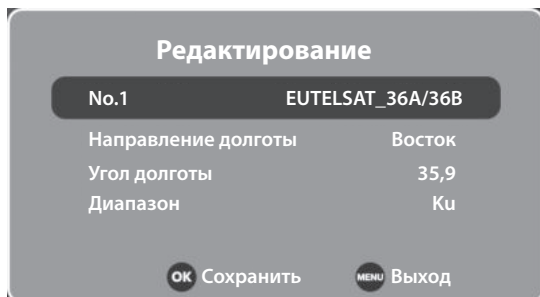 Редактирование
No.1 EUTELSAT_36A/36B
Направление долготы Восток
Угол долготы 35,9
Диапазон Ku
OK Сохранить MENU Выход